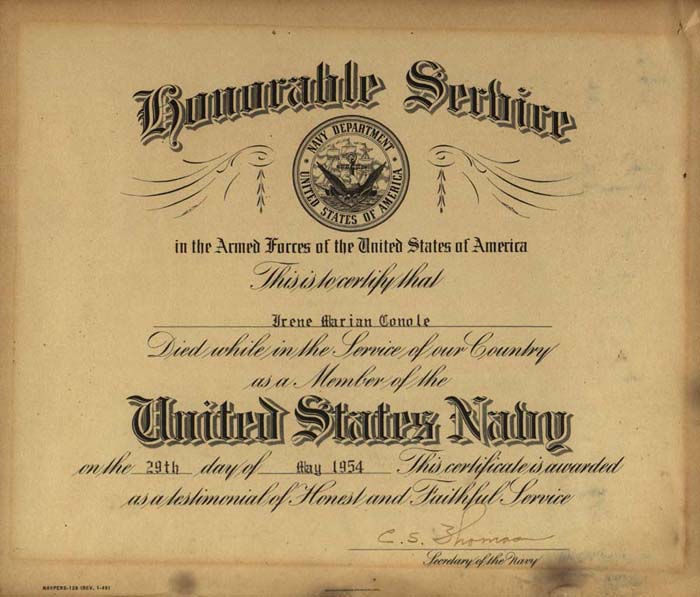 Honorable Service
NAVY DEPARTMENT
UNITED STATES OF AMERICA
in the Armed Forces of the United States of America
This is to certify that
Irene Marian Conole
Died while in the Service of our Country
as a Member of the
United States Navy
on the 29th day of May 1954 This certificate is awarded
as a testimonial of Honest and Faithful Service
C. S. Thomas
Secretary of the Navy
NAVPERS-128 (REV. 1-49)